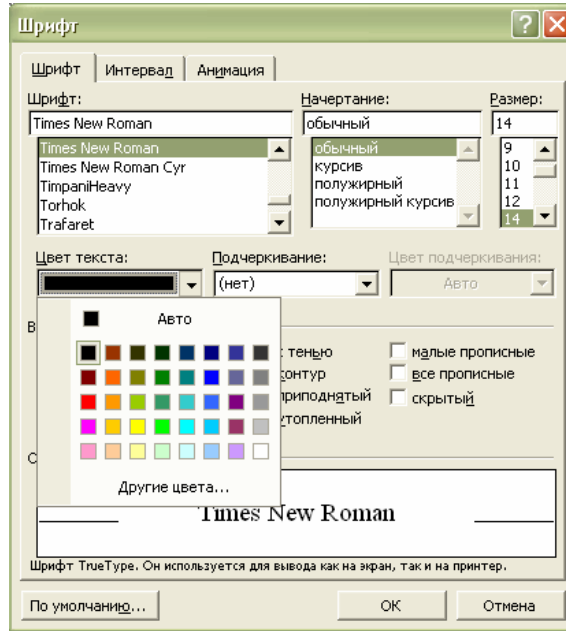 Шрифт
Шрифт Интервал Анимация
Шрифт: Начертание: Размер:
Times New Roman обычный 14
Times New Roman обычный 9
Times New Roman Cyr курсив 10
TimpaniHeavy полужирный 11
Torhok полужирный курсив 12
Trafaret 14
Цвет текста: Подчеркивание: Цвет подчеркивания:
(нет) Авто
Авто
В
тенью малые прописные
контур все прописные
приподнятый скрытый
утопленный
С
Другие цвета...
Times New Roman
Шрифт TrueType. Он используется для вывода как на экран, так и на принтер.
По умолчанию... ОК Отмена